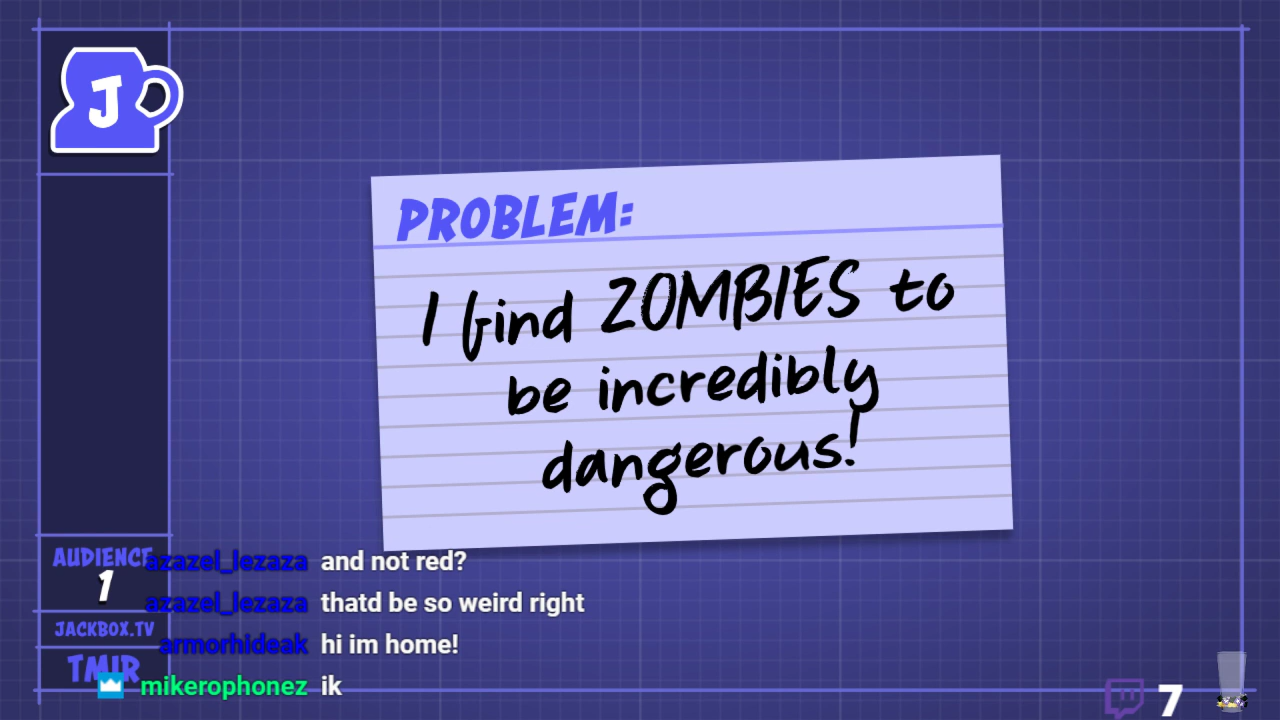 J
PROBLEM:
I find ZOMBIES to
be incredibly
dangerous!
AUDIENCE
1
JACKBOX.TV
TMIR
azazel_lezaza and not red?
azazel_lezaza thatd be so weird right
armorhideak hi im home!
mikerophonez ik
7